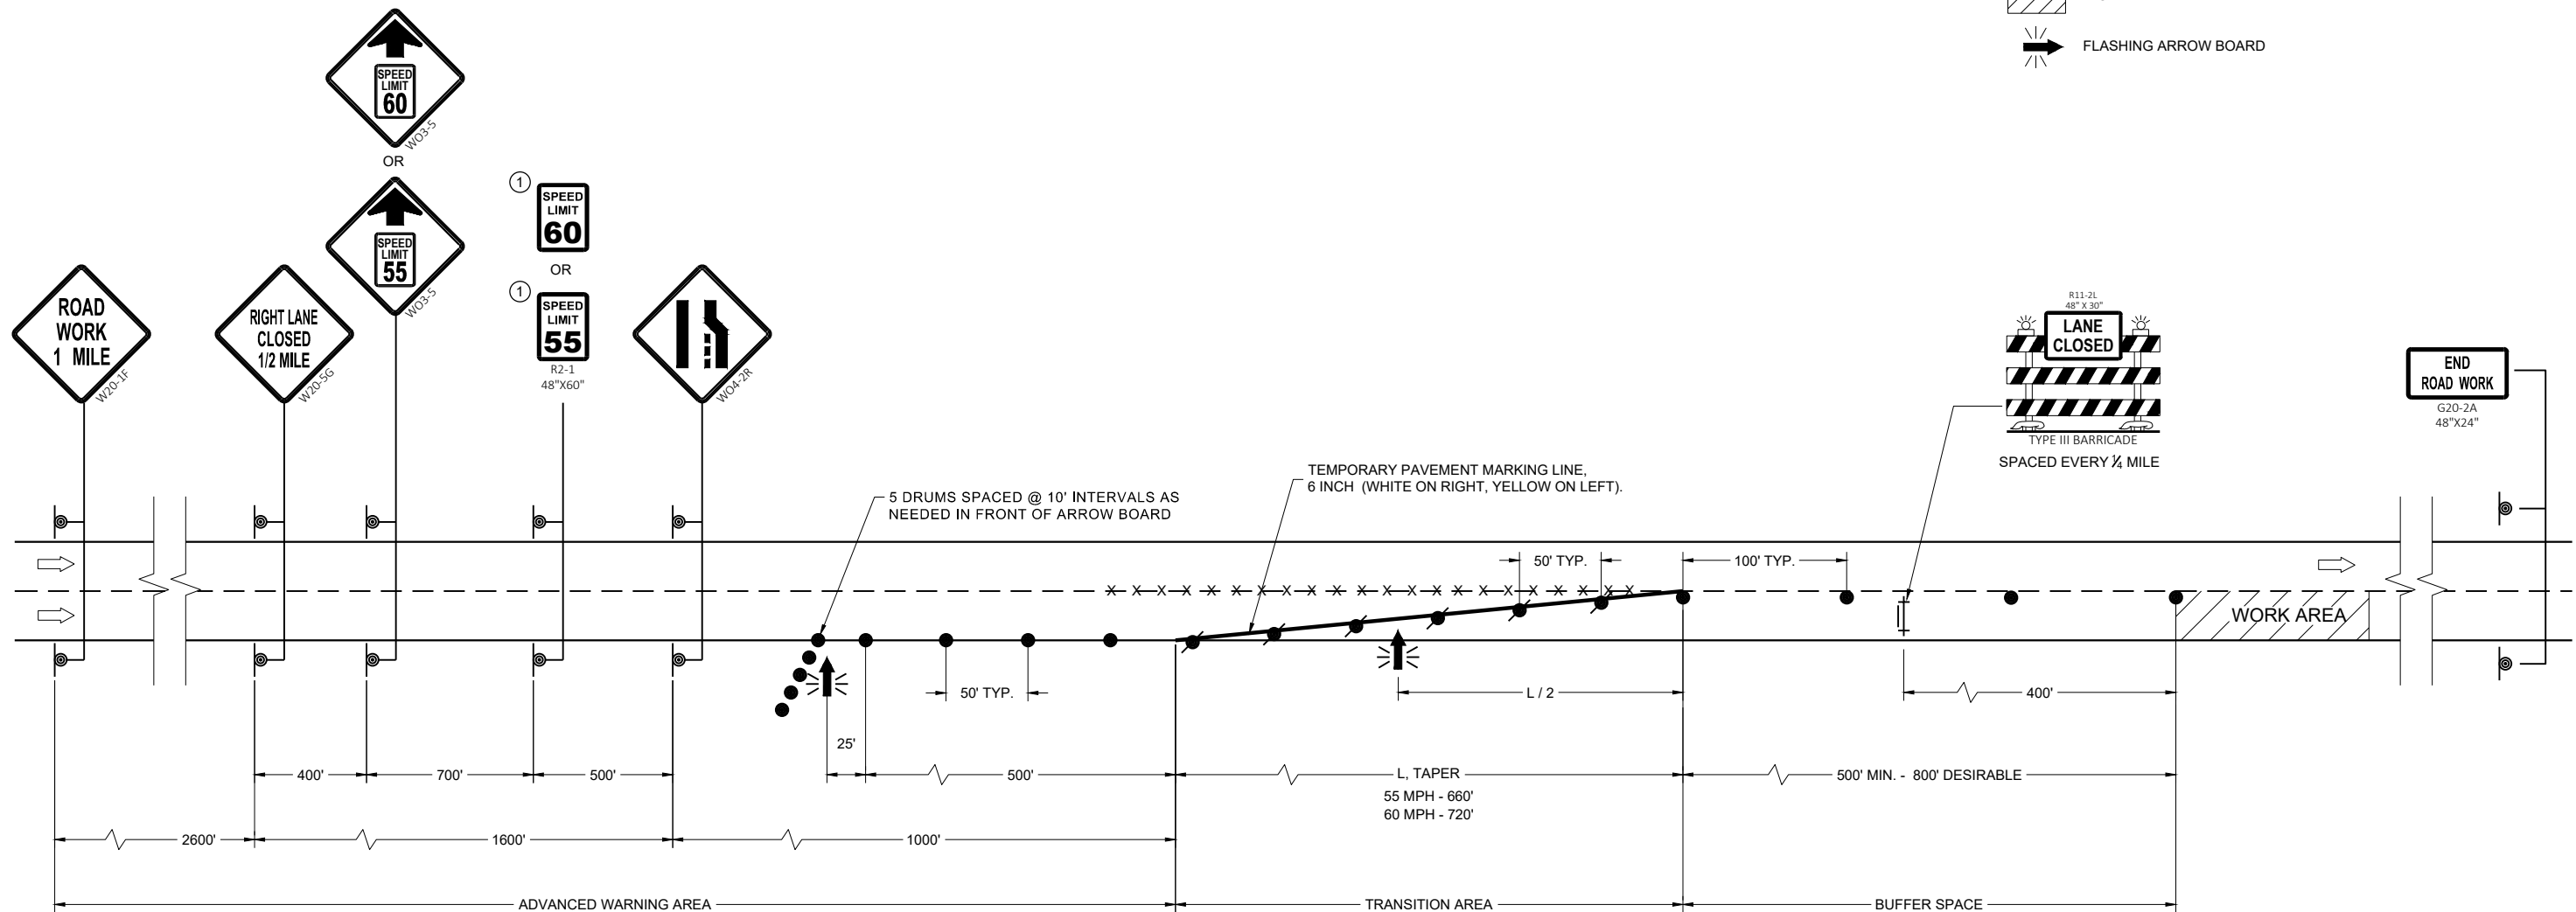 FLASHING ARROW BOARD
SPEED
LIMIT
60
WO3-5
OR
SPEED
LIMIT
55
WO3-5
1
SPEED
LIMIT
60
OR
1
SPEED
LIMIT
55
R2-1
48"X60"
ROAD
WORK
1 MILE
W20-1F
RIGHT LANE
CLOSED
1/2 MILE
W20-5G
WO4-2R
R11-2L
48" X 30"
LANE
CLOSED
TYPE III BARRICADE
SPACED EVERY ¼ MILE
END
ROAD WORK
G20-2A
48"X24"
5 DRUMS SPACED @ 10' INTERVALS AS
NEEDED IN FRONT OF ARROW BOARD
TEMPORARY PAVEMENT MARKING LINE,
6 INCH (WHITE ON RIGHT, YELLOW ON LEFT).
50' TYP.
100' TYP.
X X X X X X X X X X X X X X X X X X X X X X
WORK AREA
50' TYP.
L / 2
400'
25'
400'
700'
500'
500'
L, TAPER
55 MPH - 660'
60 MPH - 720'
500' MIN. - 800' DESIRABLE
2600'
1600'
1000'
ADVANCED WARNING AREA
TRANSITION AREA
BUFFER SPACE